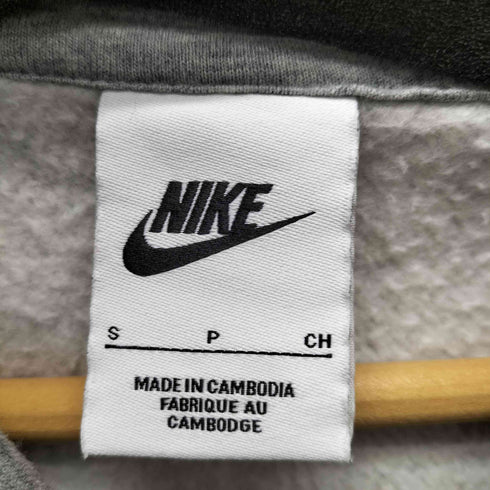 NIKE
S P CH
MADE IN CAMBODIA
FABRIQUE AU
CAMBODGE